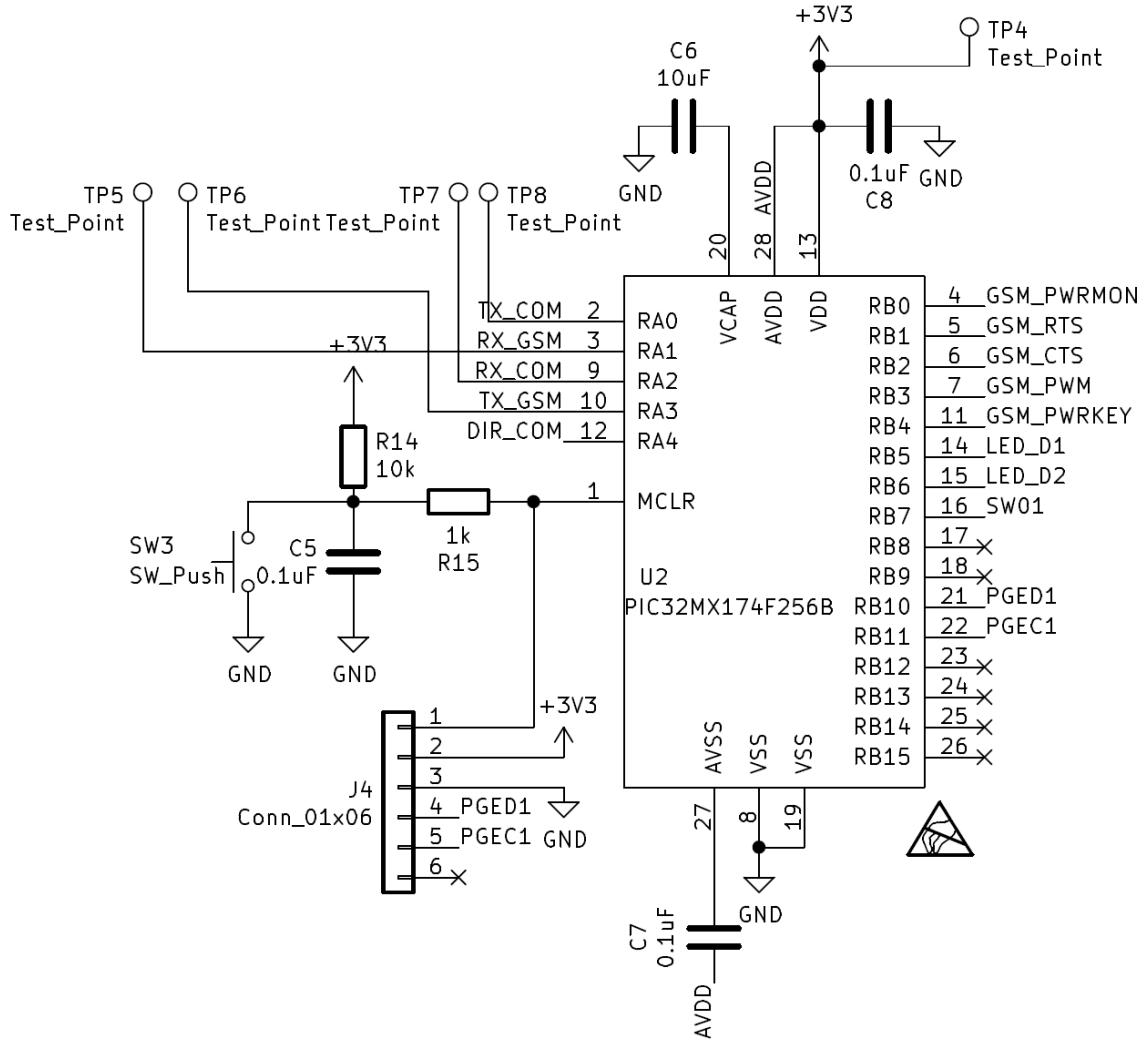 +3V3
TP4
Test_Point
C6
10uF
GND
AVDD
0.1uF
C8
GND
TP5
Test_Point
TP6
Test_Point
TP7
Test_Point
TP8
Test_Point
20
28
13
VCAP
AVDD
VDD
TX_COM 2 RA0
RX_GSM 3 RA1
RX_COM 9 RA2
TX_GSM 10 RA3
DIR_COM 12 RA4
+3V3
R14
10k
1 MCLR
1k
R15
SW3
SW_Push
C5
0.1uF
GND
GND
U2
PIC32MX174F256B
RB0 4 GSM_PWRMON
RB1 5 GSM_RTS
RB2 6 GSM_CTS
RB3 7 GSM_PWM
RB4 11 GSM_PWRKEY
RB5 14 LED_D1
RB6 15 LED_D2
RB7 16 SW01
RB8 17
RB9 18
RB10 21 PGED1
RB11 22 PGEC1
RB12 23
RB13 24
RB14 25
RB15 26
J4
Conn_01x06
1
2
+3V3
3
GND
4 PGED1
5 PGEC1
6
AVSS
VSS
VSS
27
8
19
GND
C7
0.1uF
AVDD